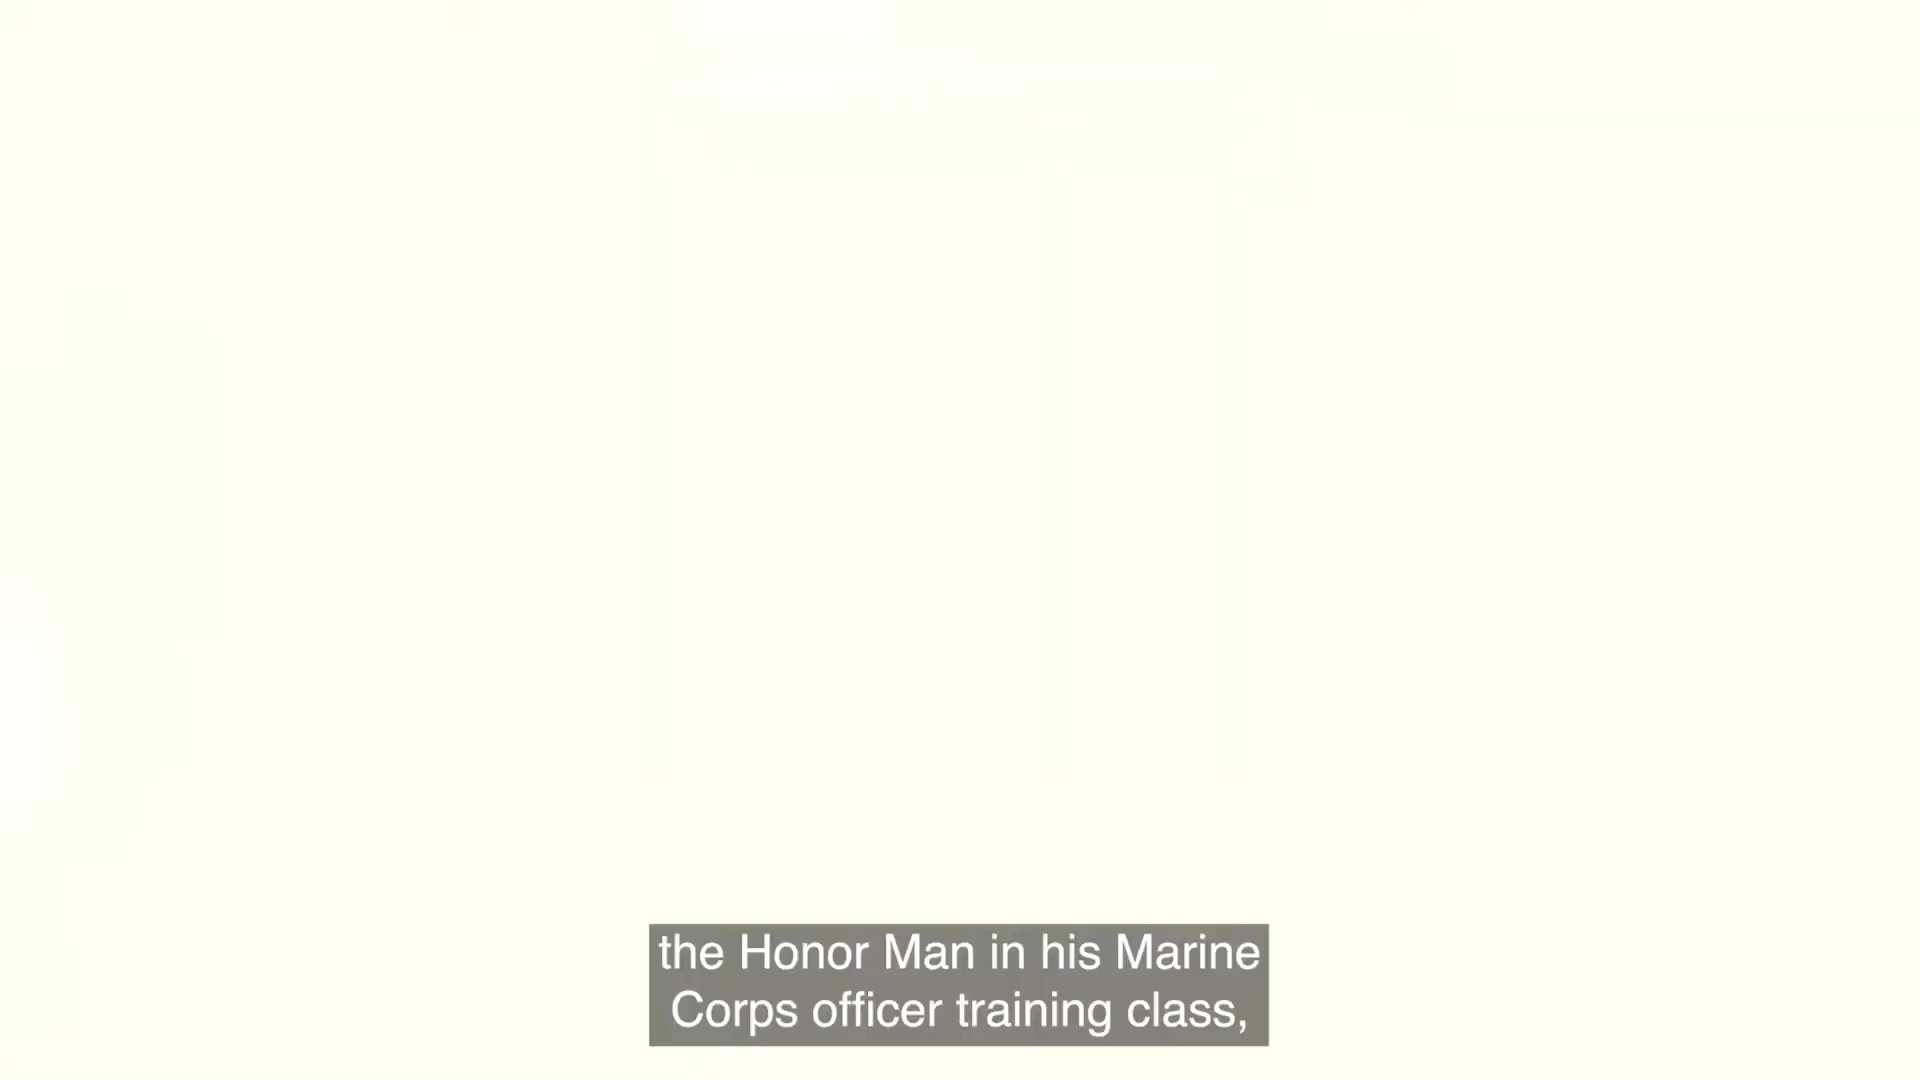 the Honor Man in his Marine
Corps officer training class,